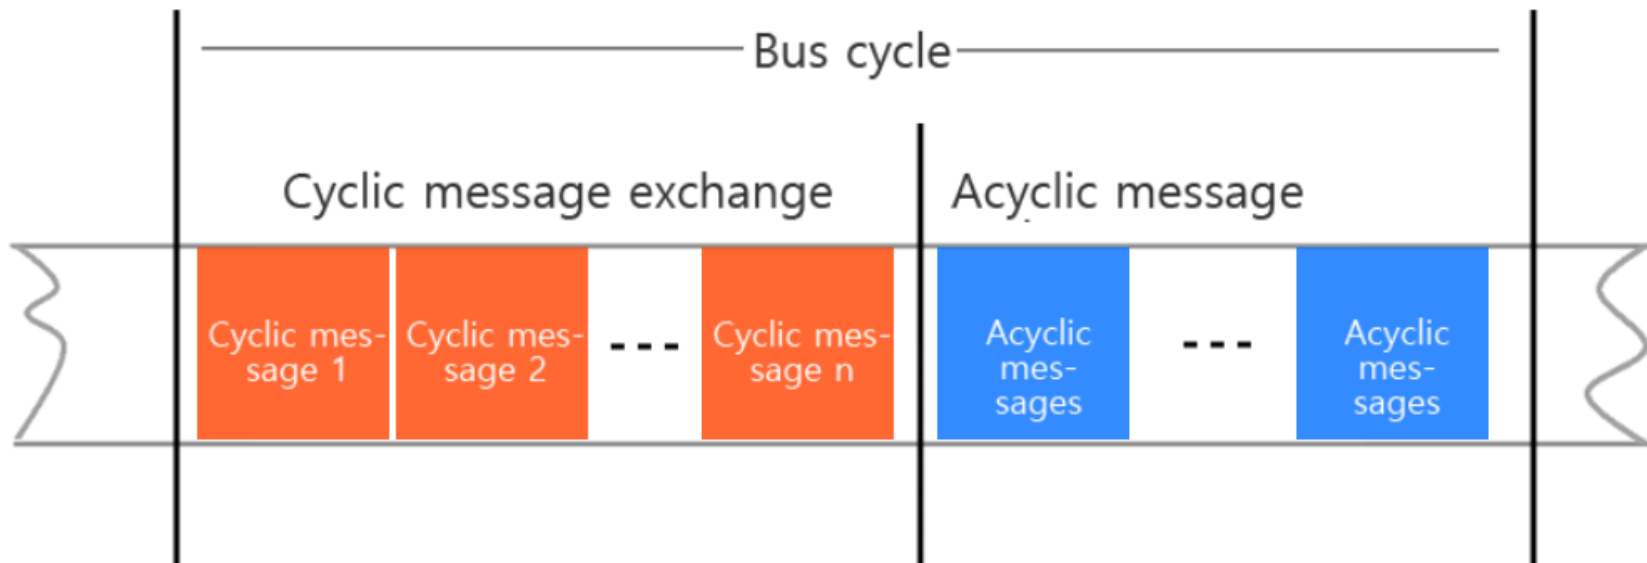 Bus cycle
Cyclic message exchange
Acyclic message
Cyclic mes-
sage 1
Cyclic mes-
sage 2
Cyclic mes-
sage n
Acyclic
mes-
sages
Acyclic
mes-
sages